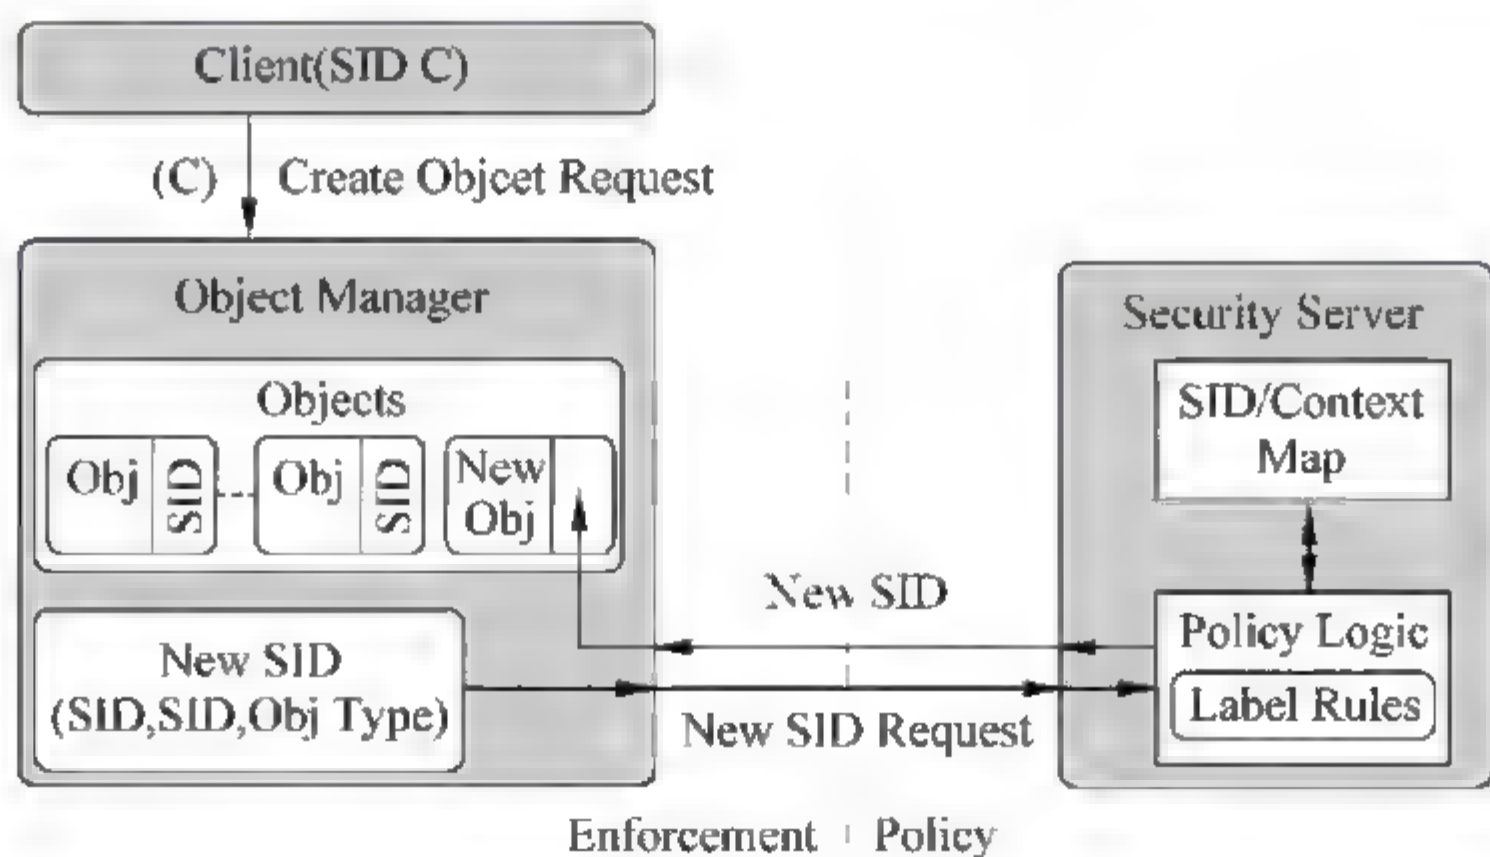 Client(SID C)
(C) Create Objcet Request
Object Manager
Objects
Obj SID Obj SID New
Obj
New SID
(SID,SID,Obj Type)
New SID
New SID Request
Security Server
SID/Context
Map
Policy Logic
Label Rules
Enforcement Policy